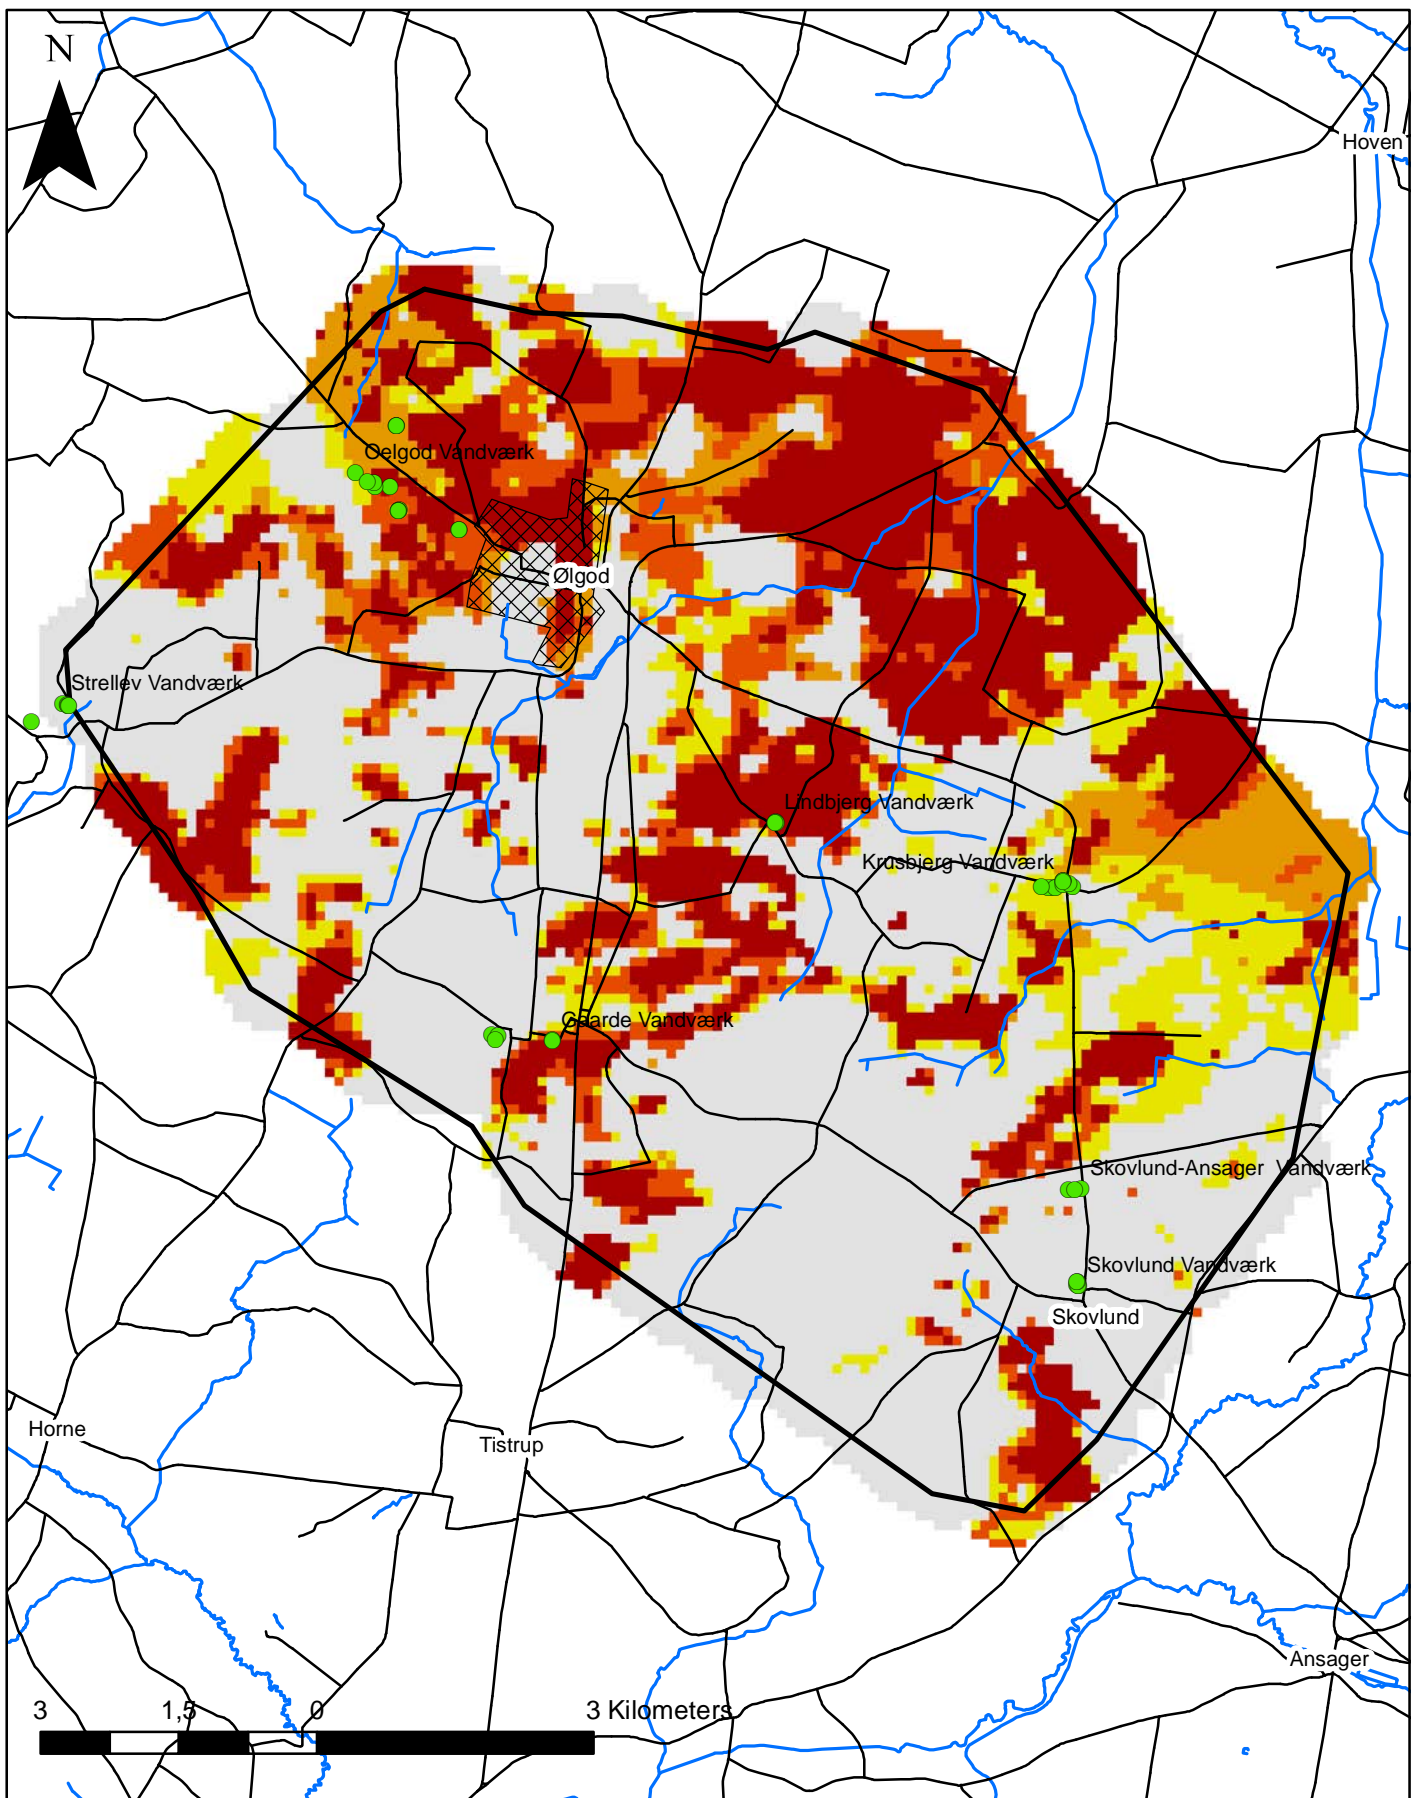 N
Hoven
Oelgod Vandværk
Ølgod
Strellev Vandværk
Lindbjerg Vandværk
Krusbjerg Vandværk
Gaarde Vandværk
Skovlund-Ansager Vandværk
Skovlund Vandværk
Skovlund
Horne
Tistrup
Ansager
3 1,5 0 3 Kilometers